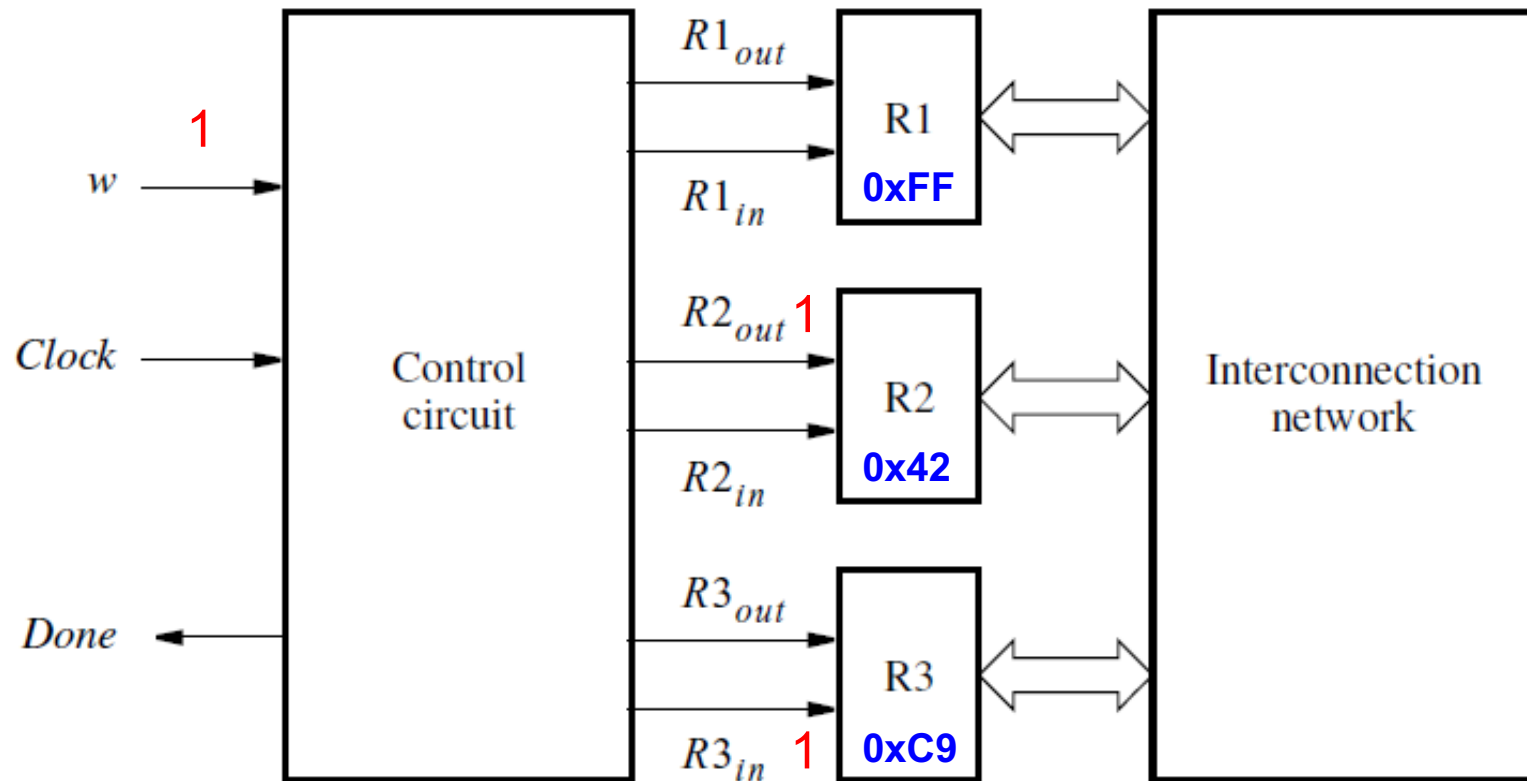 1
w
Clock
Done
Control
circuit
R1out
R1in
R2out 1
R2in
R3out
R3in 1
R1
0xFF
R2
0x42
R3
0xC9
Interconnection
network